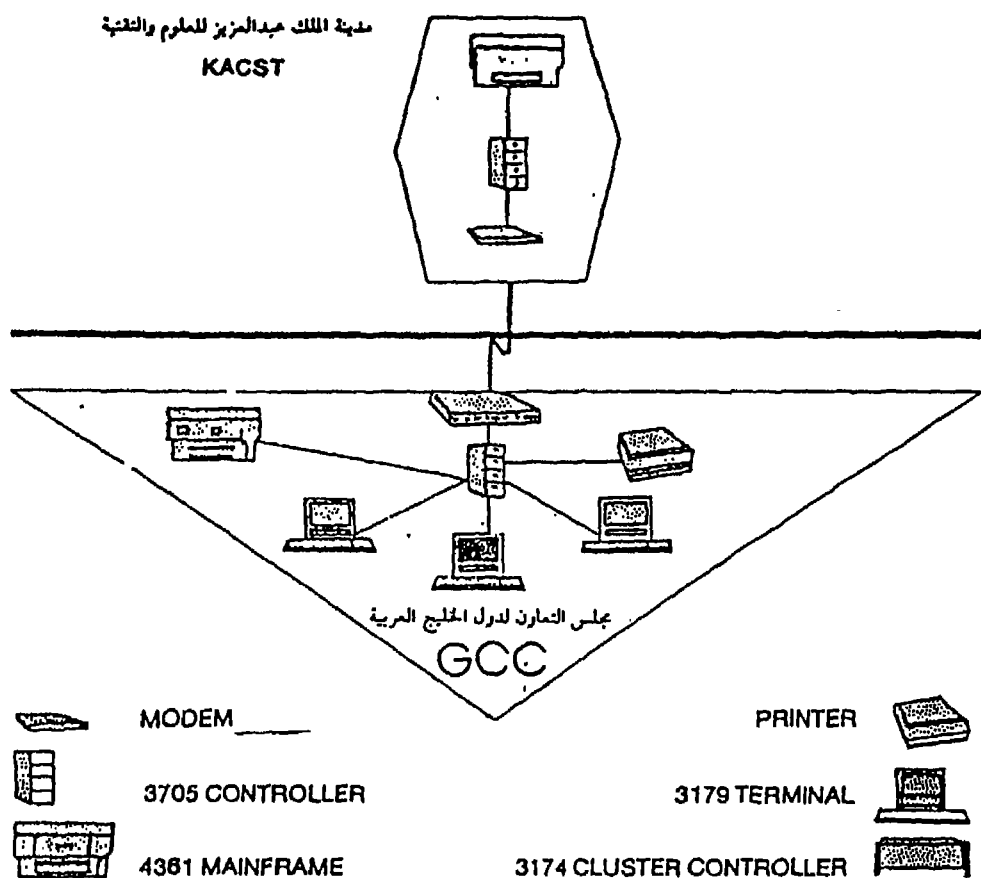 مدينة الملك عبدالعزيز للعلوم والتقنية
KACST
مجلس التعاون لدول الخليج العربية
GCC
MODEM
PRINTER
3705 CONTROLLER
3179 TERMINAL
4361 MAINFRAME
3174 CLUSTER CONTROLLER